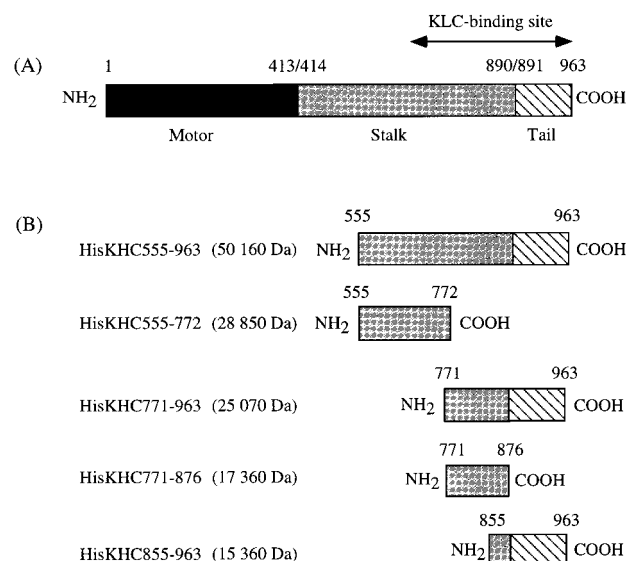 KLC-binding site
(A)
1 413/414 890/891 963
NH2 COOH
Motor Stalk Tail
(B)
555 963
HisKHC555-963 (50 160 Da) NH2 COOH
555 772
HisKHC555-772 (28 850 Da) NH2 COOH
771 963
HisKHC771-963 (25 070 Da) NH2 COOH
771 876
HisKHC771-876 (17 360 Da) NH2 COOH
855 963
HisKHC855-963 (15 360 Da) NH2 COOH